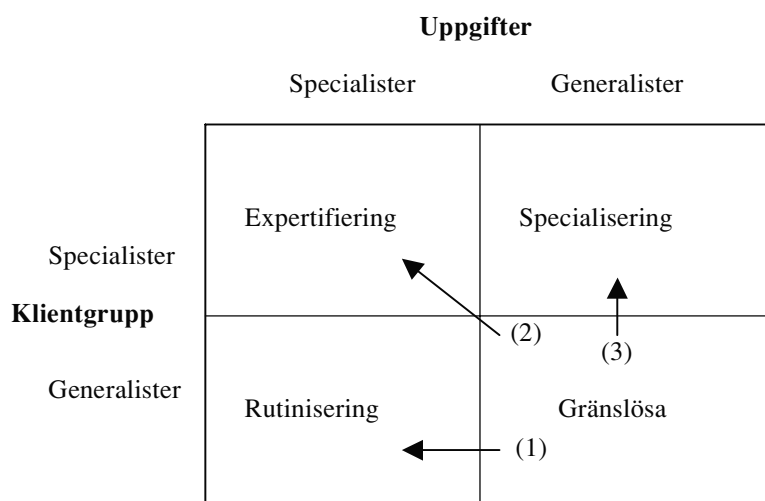 Uppgifter
Specialister Generalister
Expertifiering Specialisering
Specialister
Klientgrupp
(2) (3)
Generalister
Rutinisering Gränslösa
(1)